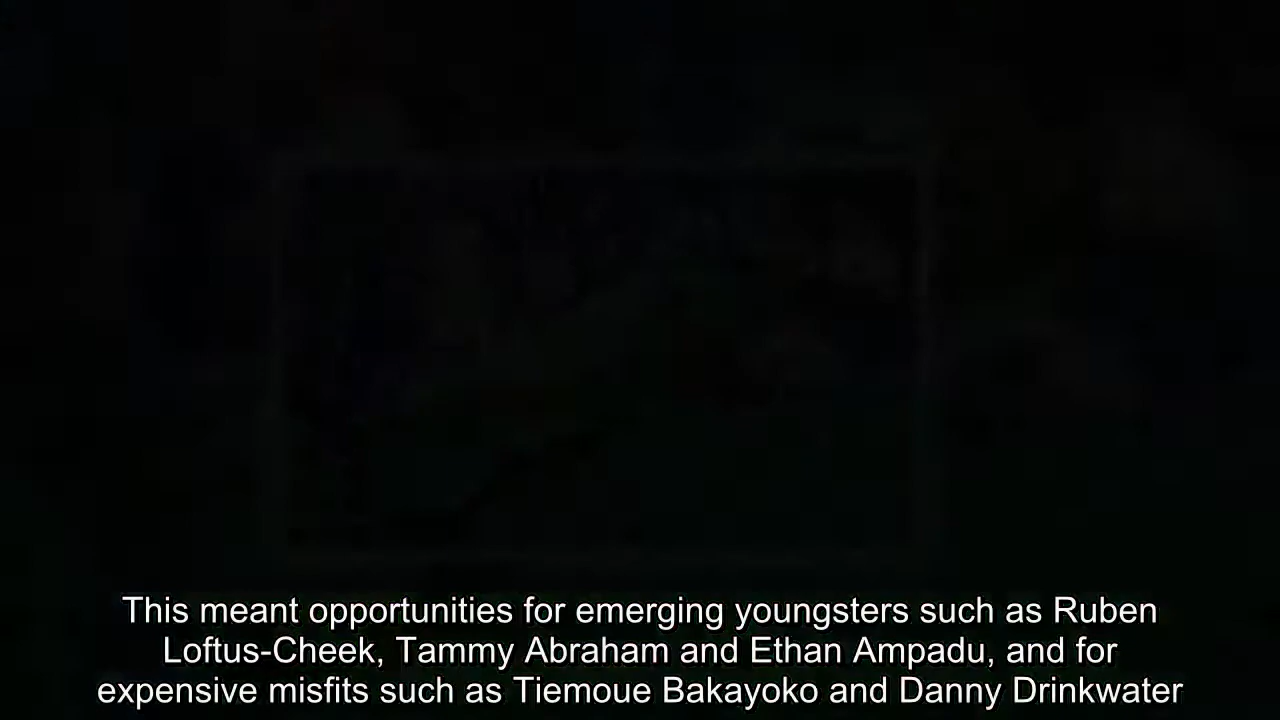 This meant opportunities for emerging youngsters such as Ruben
Loftus-Cheek, Tammy Abraham and Ethan Ampadu, and for
expensive misfits such as Tiemoue Bakayoko and Danny Drinkwater